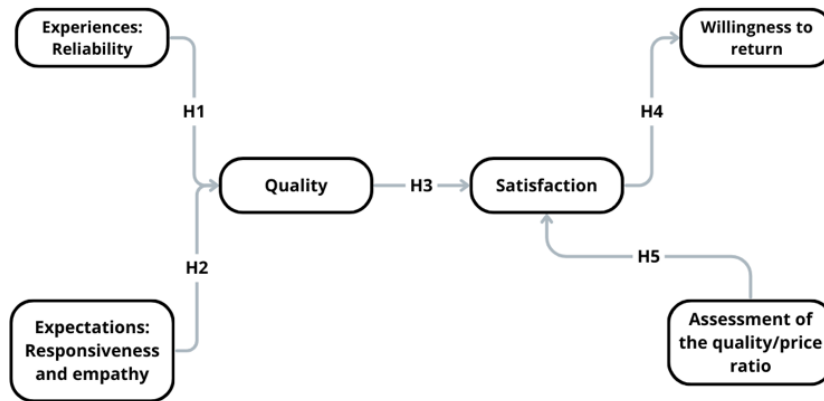 Experiences:
Reliability
Willingness to
return
H1
H4
Quality
H3
Satisfaction
H2
H5
Expectations:
Responsiveness
and empathy
Assessment of
the quality/price
ratio